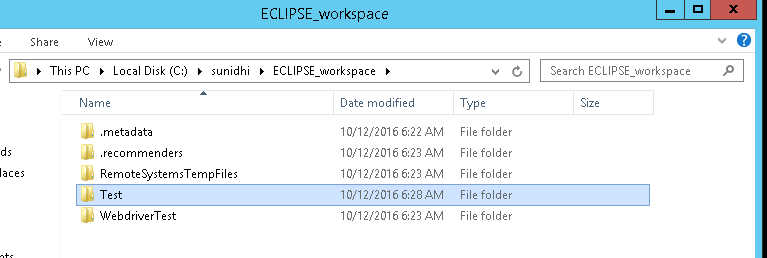 ECLIPSE_workspace
Share View
This PC Local Disk (C:) sunidhi ECLIPSE_workspace Search ECLIPSE_workspace
Name Date modified Type Size
.metadata 10/12/2016 6:22 AM File folder
.recommenders 10/12/2016 6:23 AM File folder
ds RemoteSystemsTempFiles 10/12/2016 6:23 AM File folder
laces
Test 10/12/2016 6:28 AM File folder
WebdriverTest 10/12/2016 6:23 AM File folder
nts